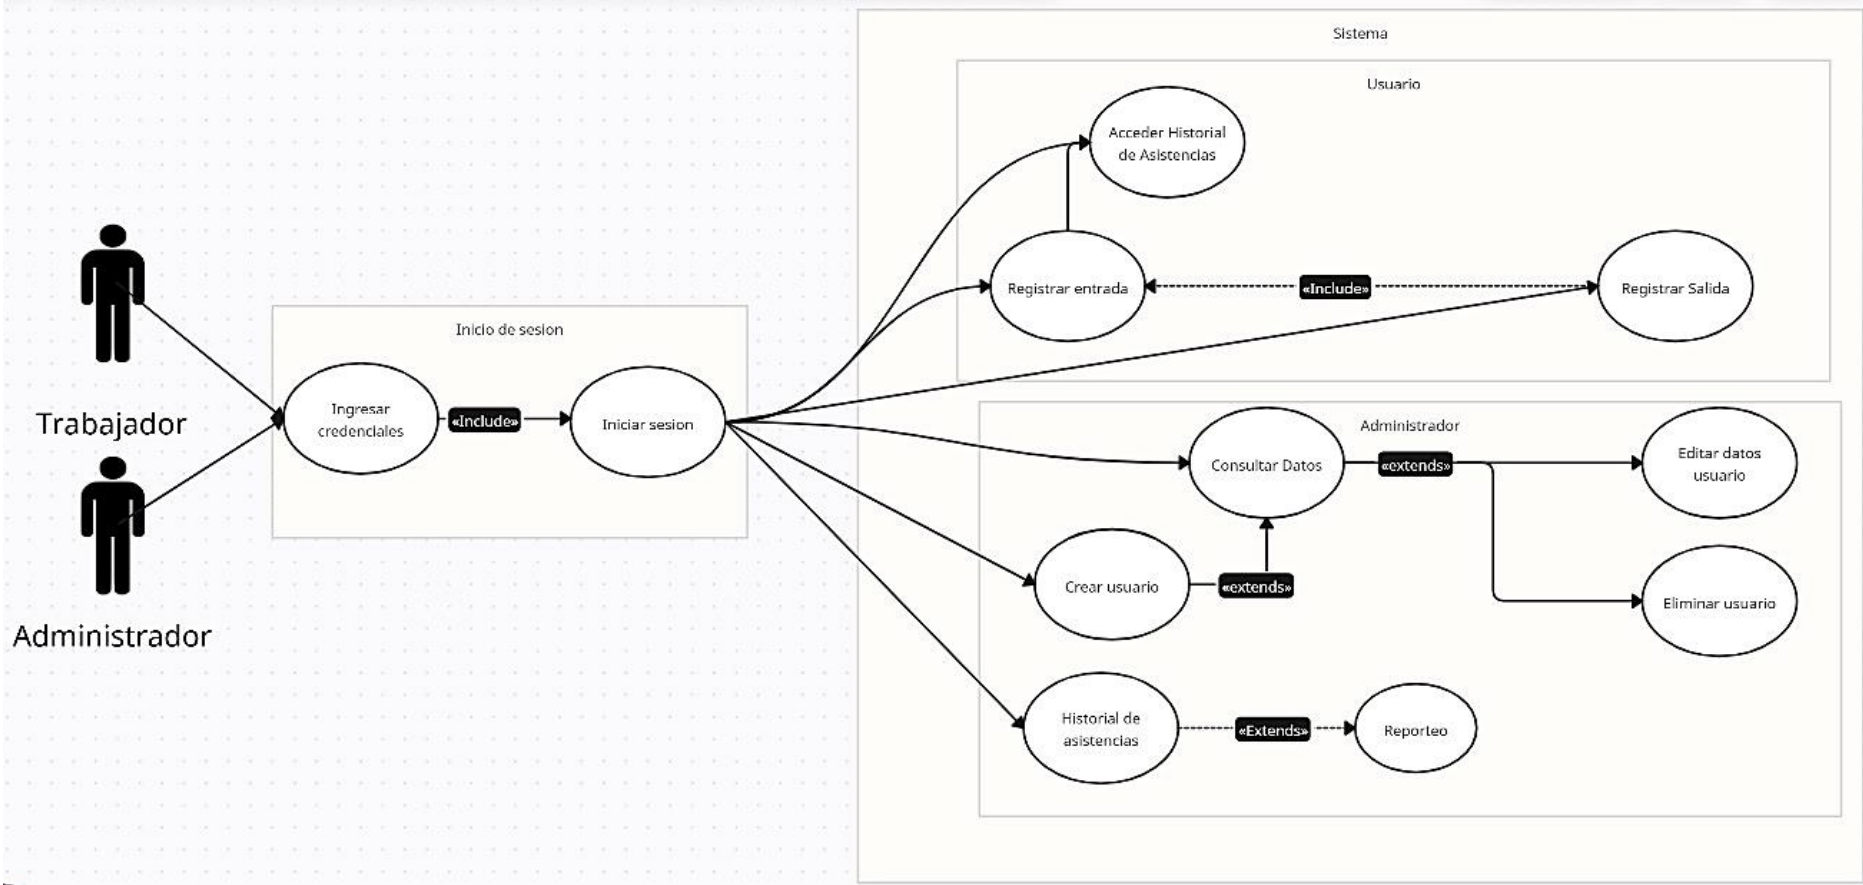 Sistema
Usuario
Acceder Historial
de Asistencias
Registrar entrada
«Include»
Registrar Salida
Inicio de sesion
Ingresar
credenciales
«Include»
Iniciar sesion
Trabajador
Administrador
Administrador
Consultar Datos
«extends»
Editar datos
usuario
Crear usuario
«extends»
Eliminar usuario
Historial de
asistencias
«Extends»
Reporteo